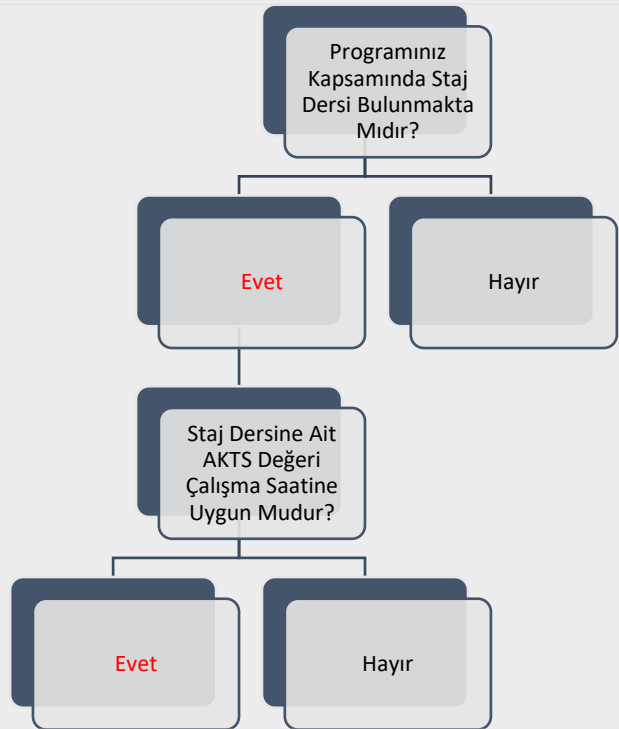 Programınız
Kapsamında Staj
Dersi Bulunmakta
Mıdır?
Evet
Hayır
Staj Dersine Ait
AKTS Değeri
Çalışma Saatine
Uygun Mudur?
Evet
Hayır